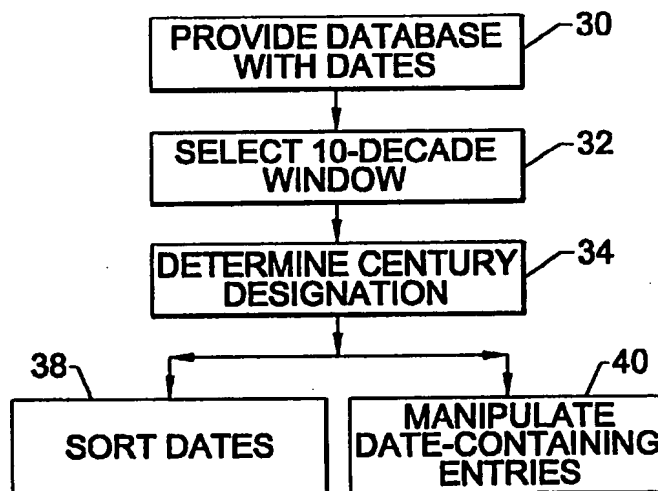 PROVIDE DATABASE
WITH DATES
30
SELECT 10-DECADE
WINDOW
32
DETERMINE CENTURY
DESIGNATION
34
38
SORT DATES
40
MANIPULATE
DATE-CONTAINING
ENTRIES